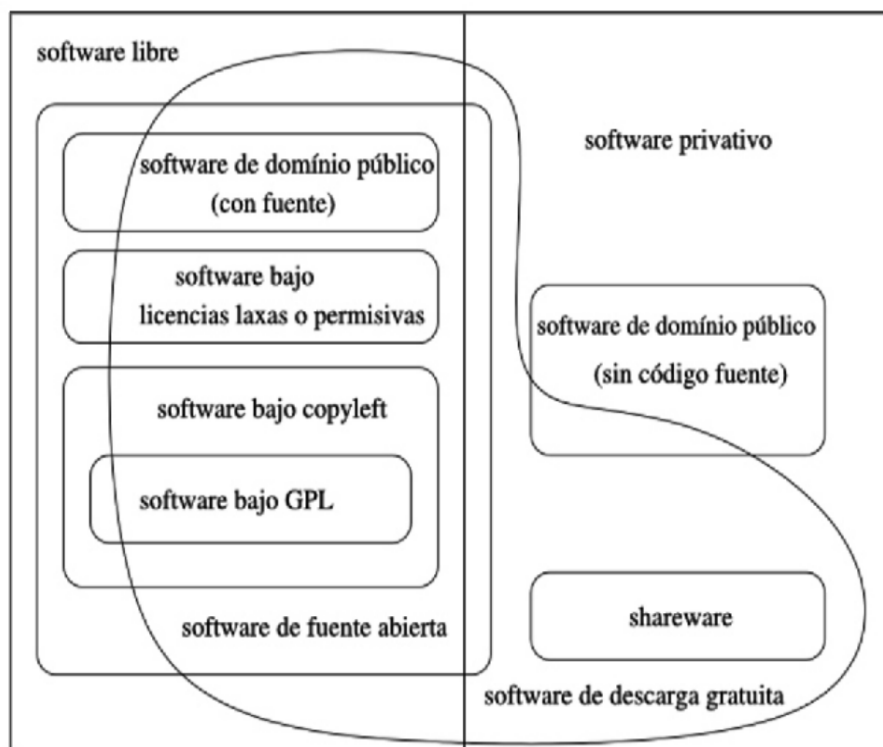 software libre
software privativo
software de domínio público
(con fuente)
software bajo
licencias laxas o permisivas
software de domínio público
(sin código fuente)
software bajo copyleft
software bajo GPL
shareware
software de fuente abierta
software de descarga gratuita